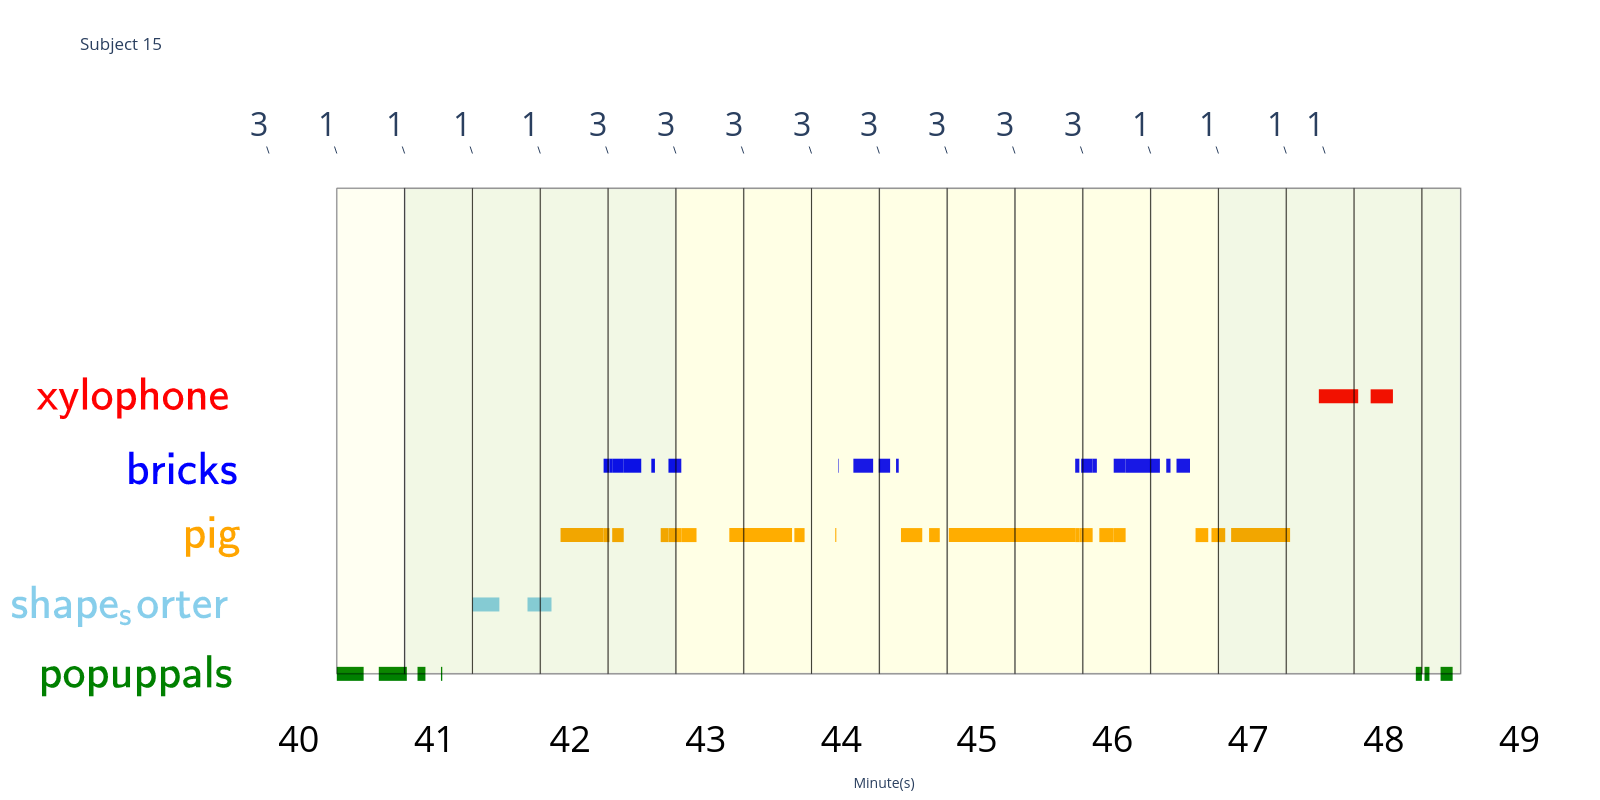 Subject 15
3 1 1 1 1 3 3 3 3 3 3 3 3 1 1 1 1
xylophone
bricks
pig
shapesorter
popuppals
40 41 42 43 44 45 46 47 48 49
Minute(s)